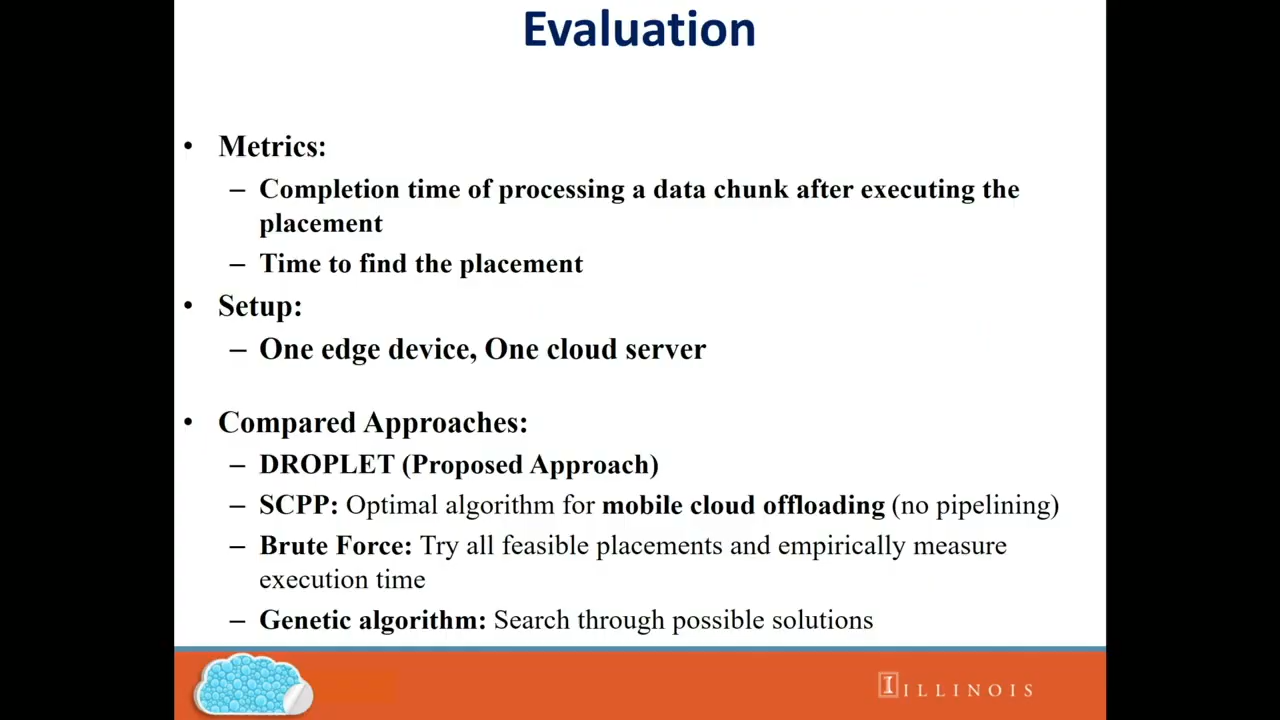 Evaluation
• Metrics:
– Completion time of processing a data chunk after executing the
placement
– Time to find the placement
• Setup:
– One edge device, One cloud server
• Compared Approaches:
– DROPLET (Proposed Approach)
– SCPP: Optimal algorithm for mobile cloud offloading (no pipelining)
– Brute Force: Try all feasible placements and empirically measure
execution time
– Genetic algorithm: Search through possible solutions
I ILLINOIS